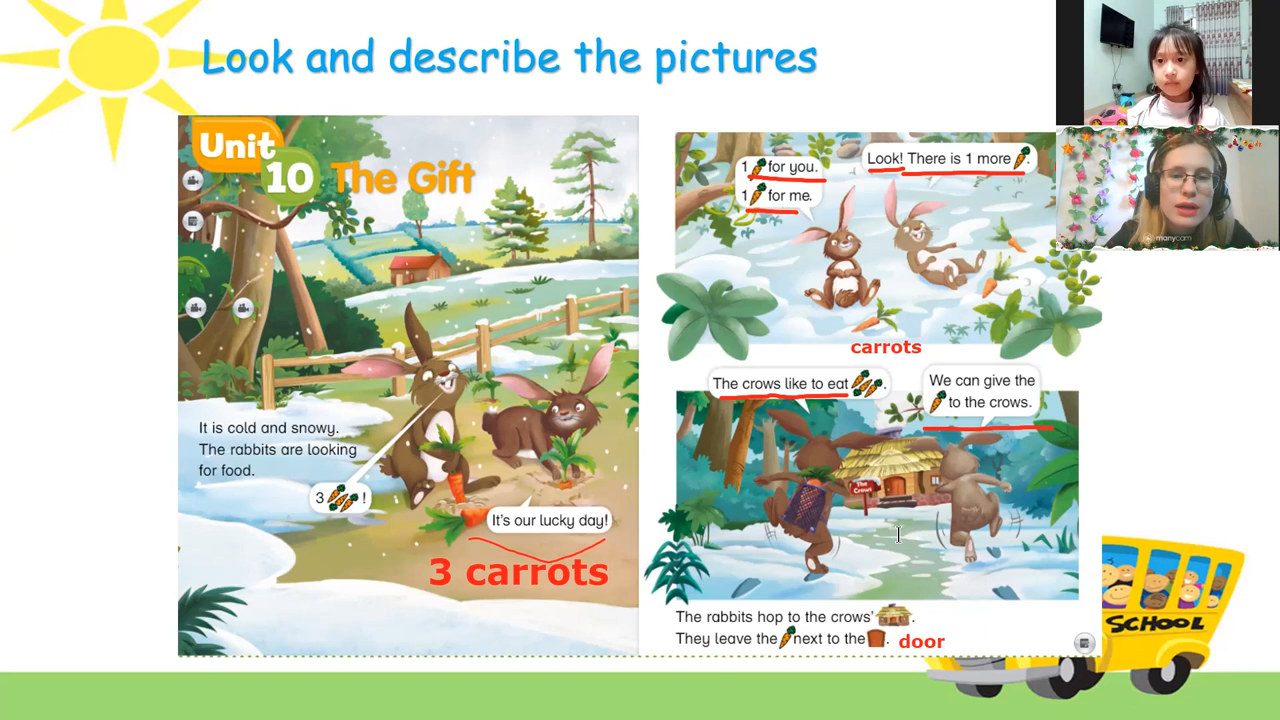 Look and describe the pictures
Unit
10
The Gift
It is cold and snowy.
The rabbits are looking
for food.
3 !
It's our lucky day!
3 carrots
1 for you.
1 for me.
Look! There is 1 more .
carrots
The crows like to eat .
We can give the
to the crows.
The
Crows
The rabbits hop to the crows' .
They leave the next to the . door
SCHOOL
manycam